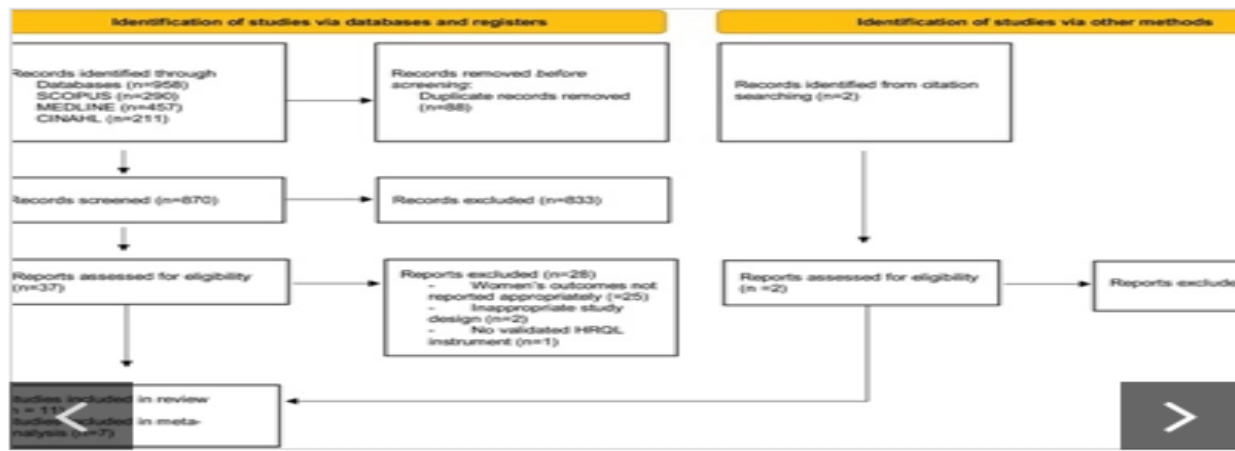 Identification of studies via databases and registers
Identification of studies via other methods
Records identified through
Databases (n=958)
SCOPUS (n=290)
MEDLINE (n=457)
CINAHL (n=211)
Records removed before
screening:
Duplicate records removed
(n=88)
Records identified from citation
searching (n=2)
Records screened (n=870)
Records excluded (n=833)
Reports assessed for eligibility
(n=37)
Reports excluded (n=28)
- Women's outcomes not
reported appropriately (=25)
- Inappropriate study
design (n=2)
- No validated HRQL
instrument (n=1)
Reports assessed for eligibility
(n =2)
Reports exclude
tudies included in review
n = 11)
tudies included in meta-
nalysis (n=7)